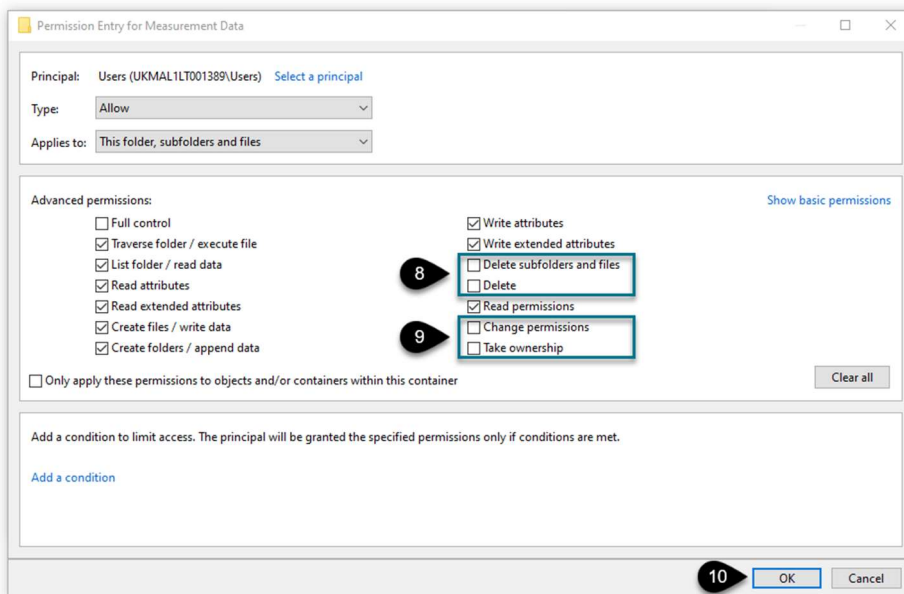 Permission Entry for Measurement Data
Principal: Users (UKMAL1LT001389\Users) Select a principal
Type: Allow
Applies to: This folder, subfolders and files
Advanced permissions: Show basic permissions
Full control
Traverse folder / execute file
List folder / read data
Read attributes
Read extended attributes
Create files / write data
Create folders / append data
Write attributes
Write extended attributes
8
Delete subfolders and files
Delete
Read permissions
9
Change permissions
Take ownership
Only apply these permissions to objects and/or containers within this container
Clear all
Add a condition to limit access. The principal will be granted the specified permissions only if conditions are met.
Add a condition
10
OK
Cancel